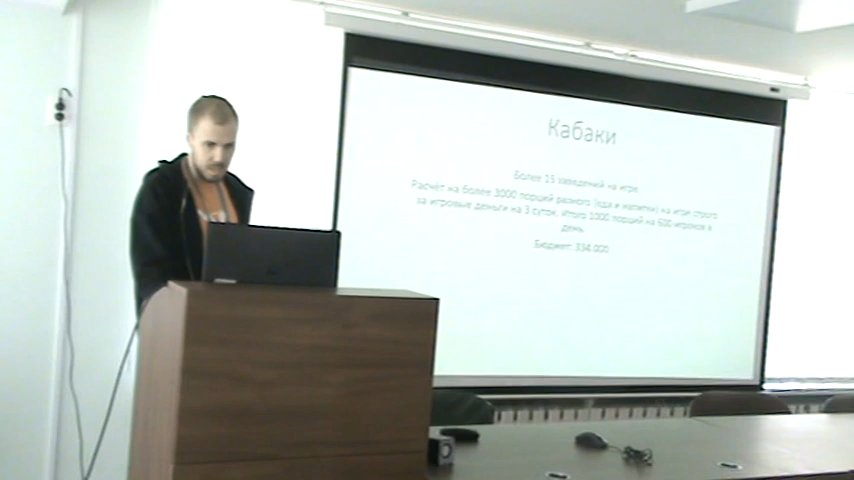 Кабаки
Более 15 заведений на игре
Расчёт на более 3000 порций разного (еда и напитки) на игре строго
за игровые деньги на 3 суток. Итого 1000 порций на 600 игроков в
день.
Бюджет: 334.000